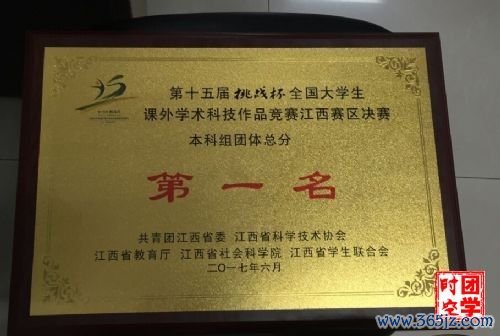 第十五届挑战杯全国大学生
课外学术科技作品竞赛江西赛区决赛
本科组团体总分
第一名
共青团江西省委 江西省科学技术协会
江西省教育厅 江西省社会科学院 江西省学生联合会
二〇一七年六月
团学
时空
www.365jz.com